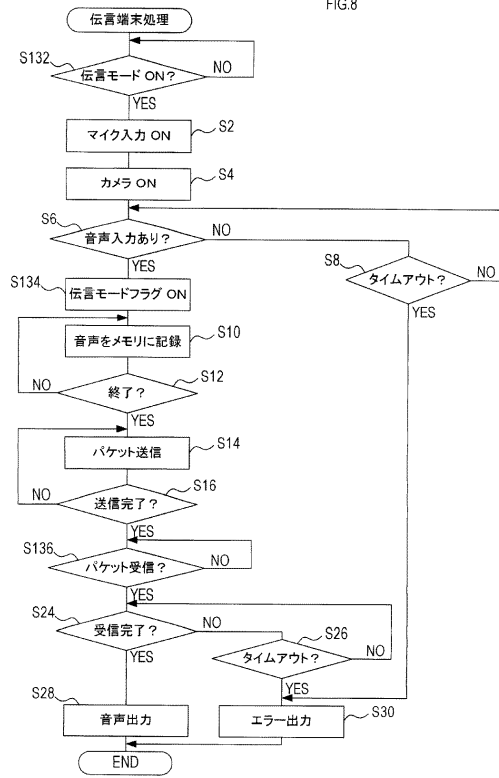 FIG.8
伝言端末処理
S132
伝言モード ON?
NO
YES
マイク入力 ON
S2
カメラ ON
S4
S6
音声入力あり?
NO
YES
S8
タイムアウト?
NO
YES
S134
伝言モードフラグ ON
音声をメモリに記録
S10
終了?
S12
NO
YES
パケット送信
S14
送信完了?
S16
NO
YES
S136
パケット受信?
NO
YES
S24
受信完了?
NO
YES
S26
タイムアウト?
NO
YES
S28
音声出力
エラー出力
S30
END